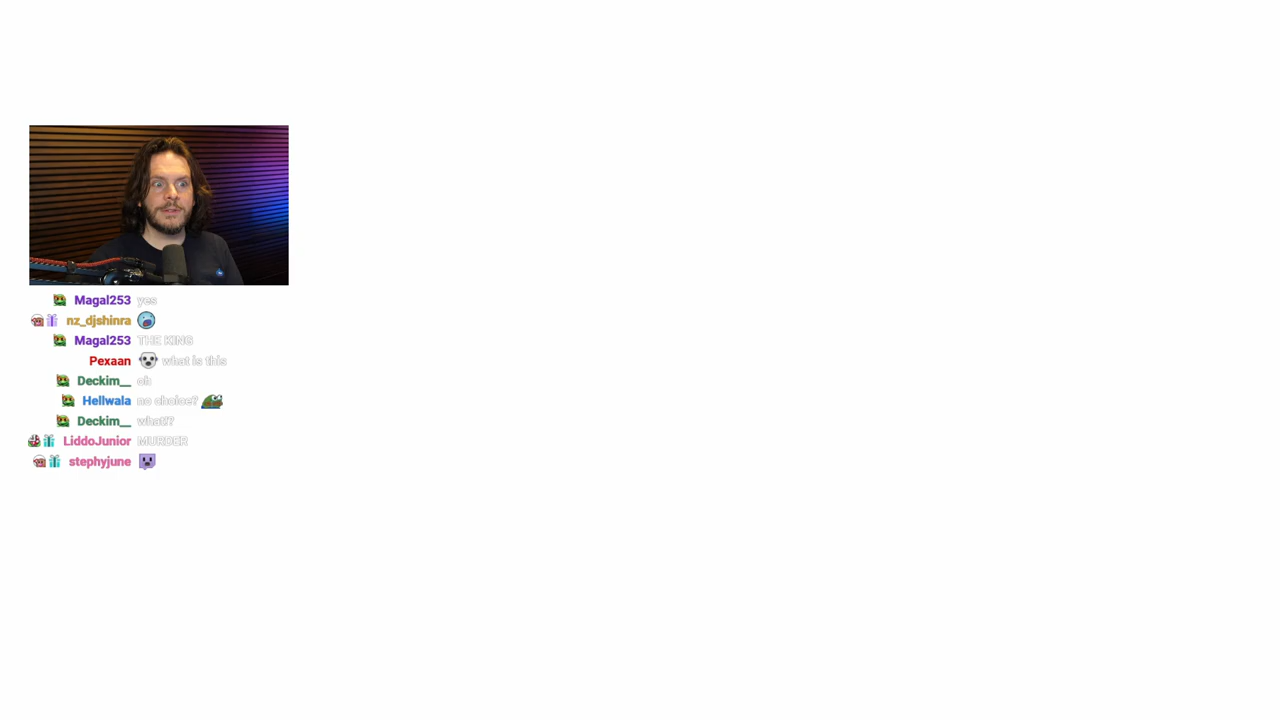 Magal253 yes
nz_djshinra
Magal253 THE KING
Pexaan what is this
Deckim__ oh
Hellwala no choice?
Deckim__ what!?
LiddoJunior MURDER
stephyjune